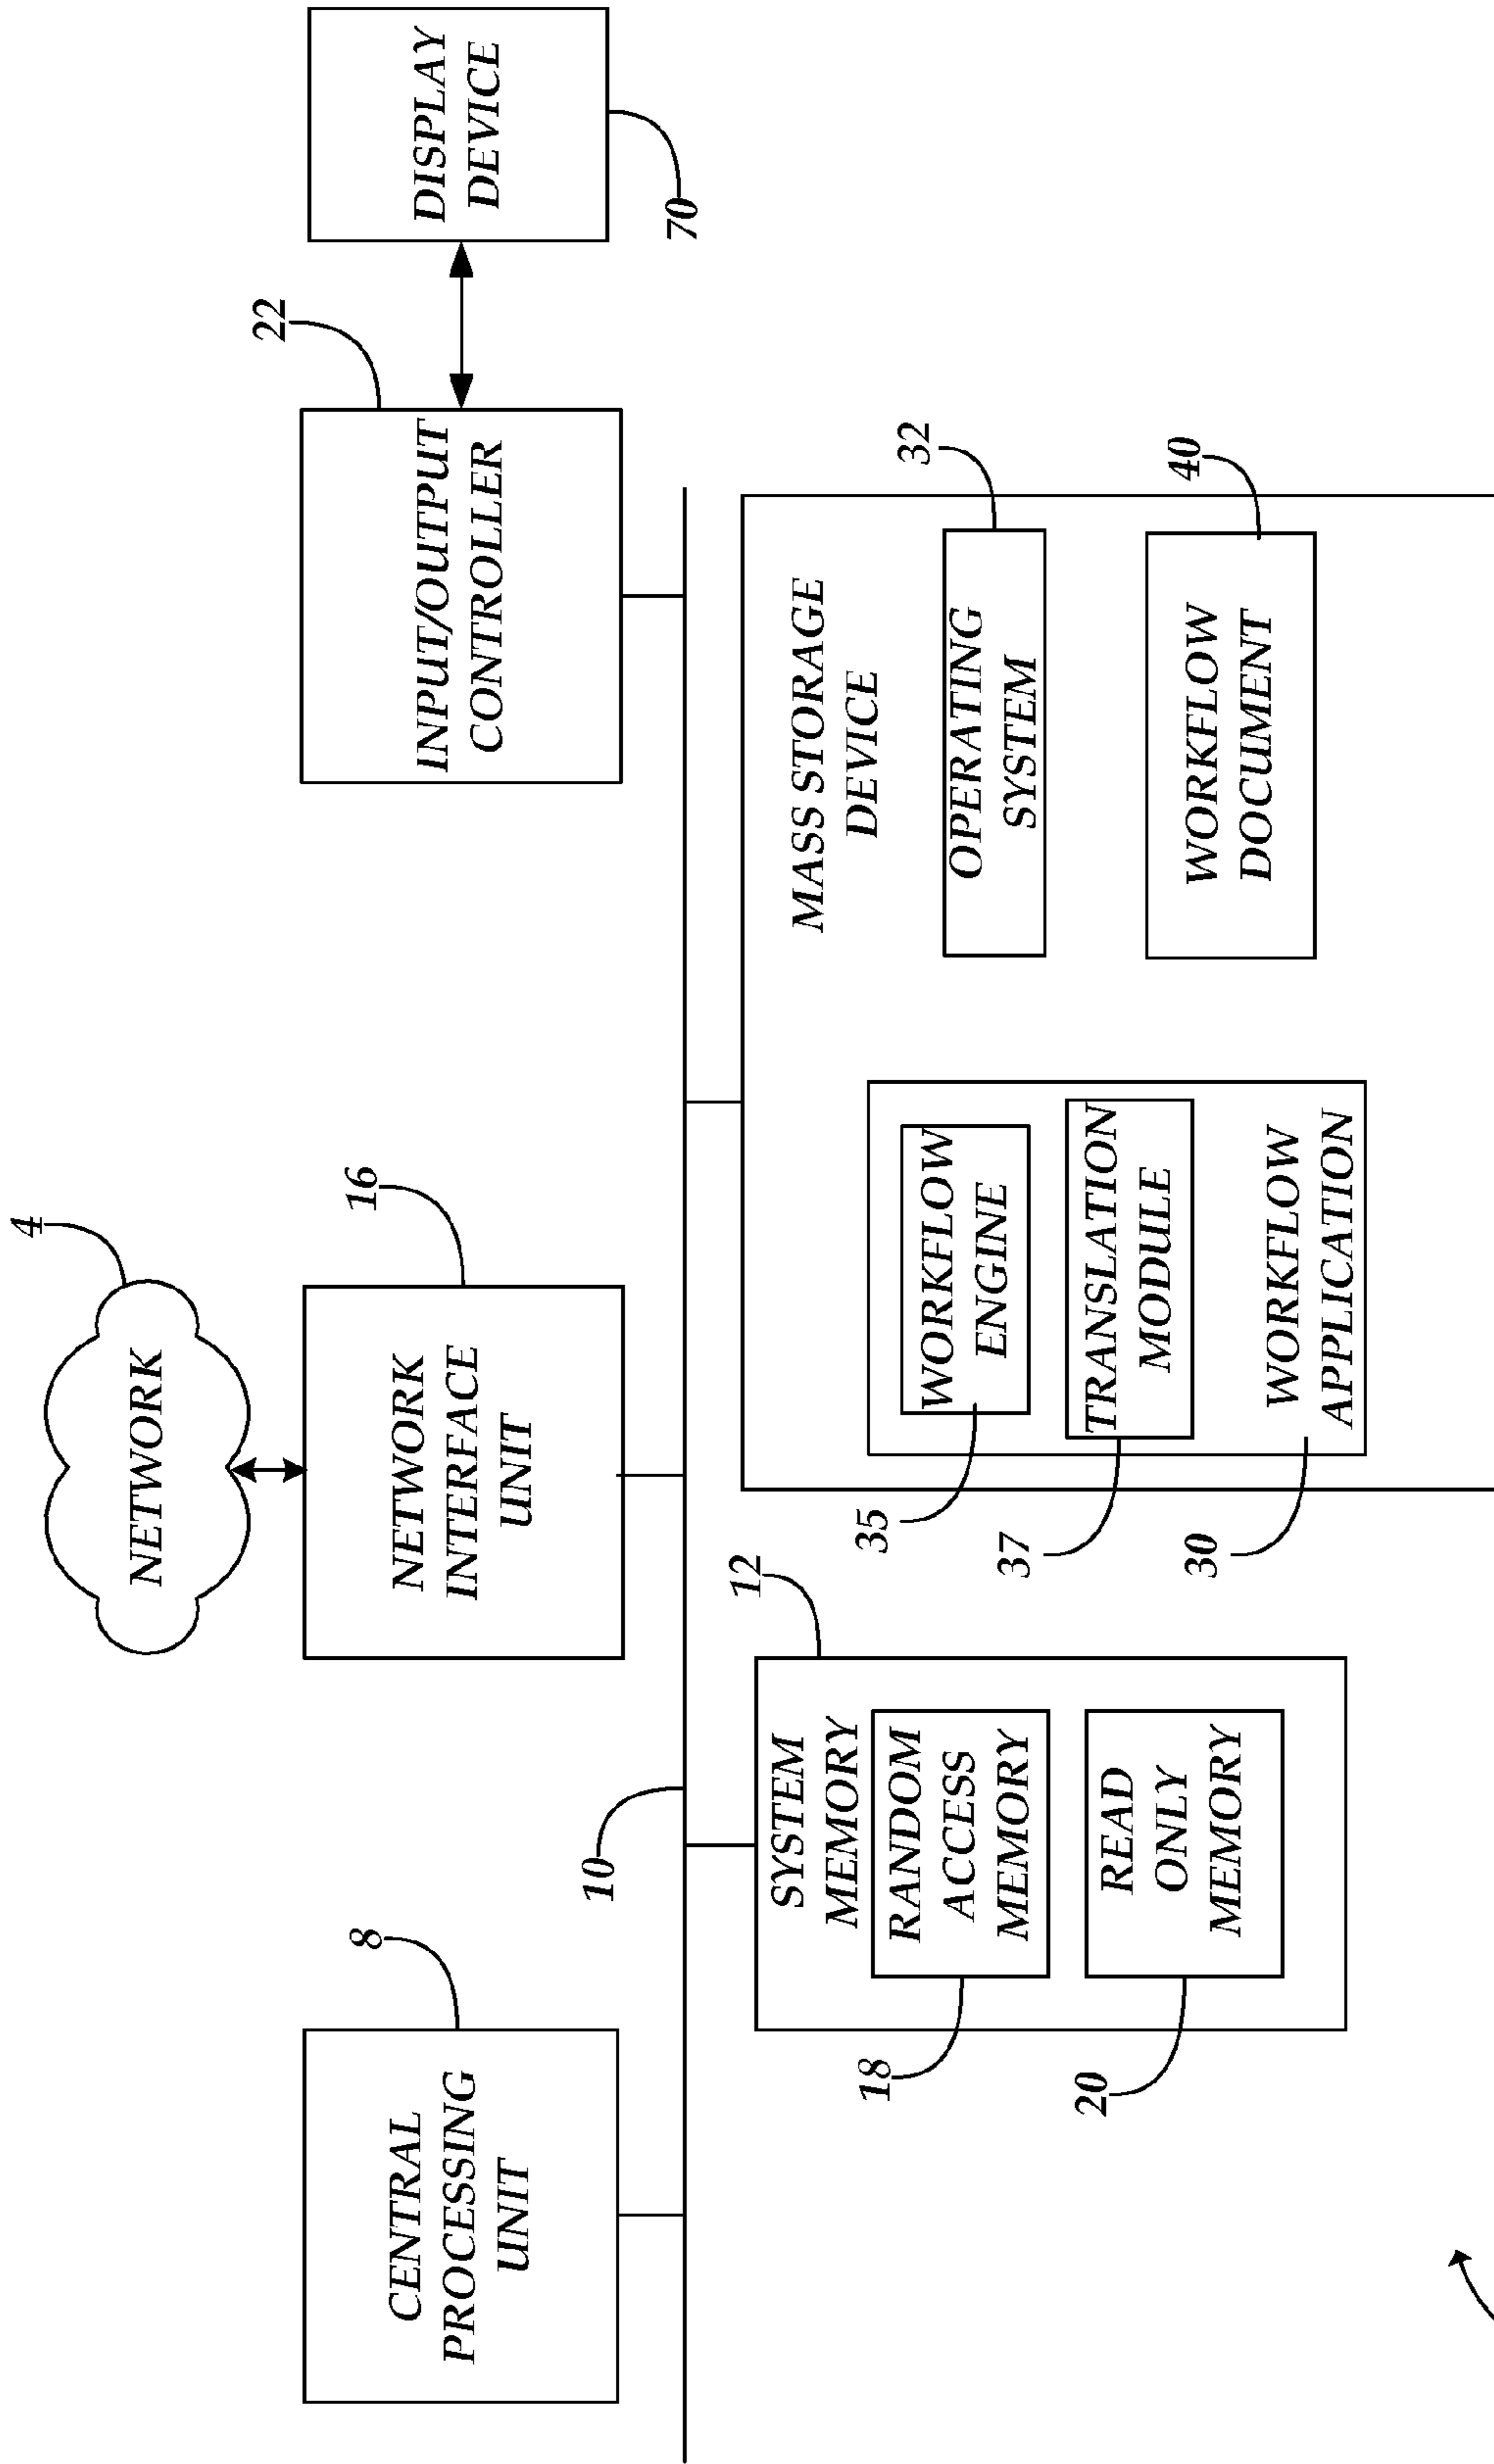 4
NETWORK
22
8
16
CENTRAL
PROCESSING
UNIT
NETWORK
INTERFACE
UNIT
INPUT/OUTPUT
CONTROLLER
DISPLAY
DEVICE
70
10
12
SYSTEM
MEMORY
RANDOM
ACCESS
MEMORY
18
READ
ONLY
MEMORY
20
MASS STORAGE
DEVICE
35
WORKFLOW
ENGINE
37
TRANSLATION
MODULE
30
WORKFLOW
APPLICATION
32
OPERATING
SYSTEM
40
WORKFLOW
DOCUMENT